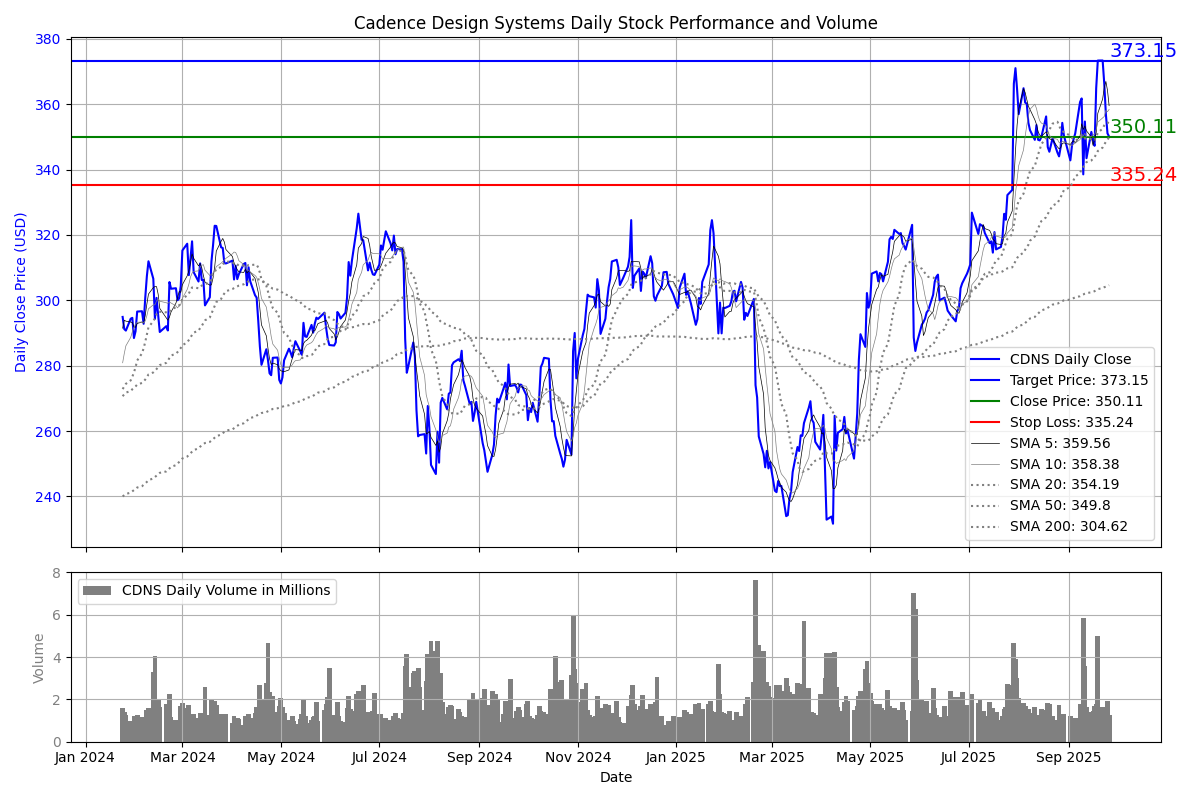 Cadence Design Systems Daily Stock Performance and Volume
380
360
340
320
300
280
260
240
Daily Close Price (USD)
373.15
350.11
335.24
CDNS Daily Close
Target Price: 373.15
Close Price: 350.11
Stop Loss: 335.24
SMA 5: 359.56
SMA 10: 358.38
SMA 20: 354.19
SMA 50: 349.8
SMA 200: 304.62
8
6
4
2
0
Volume
CDNS Daily Volume in Millions
Jan 2024 Mar 2024 May 2024 Jul 2024 Sep 2024 Nov 2024 Jan 2025 Mar 2025 May 2025 Jul 2025 Sep 2025
Date